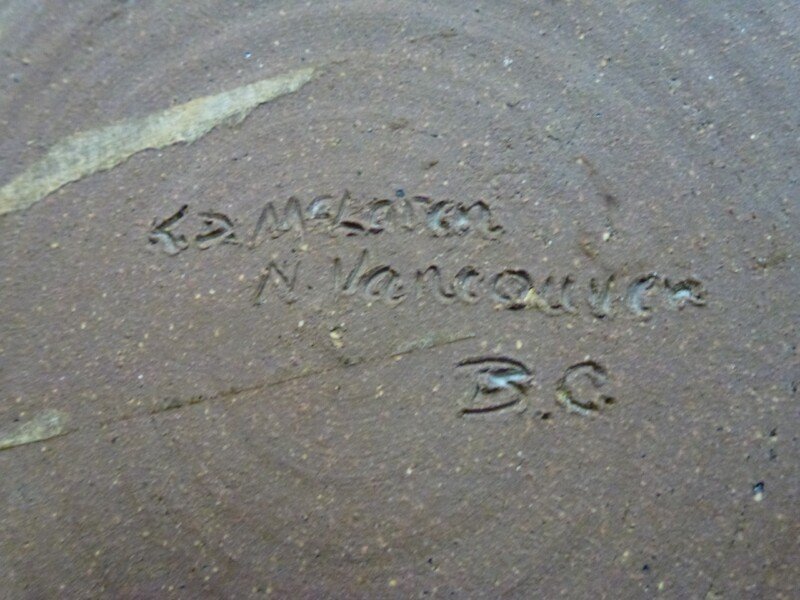 McLaren
N. Vancouver
B.C.